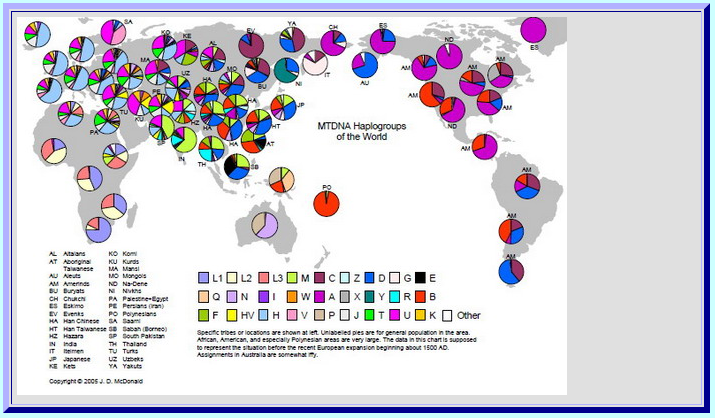 SA
KO
KE
AL
EV
YA
CH
ES
ES
MA
UZ
HA
MO
BU
NI
IT
AU
AM
ND
AM
AM
TU
KU
PE
HZ
HA
HA
JP
HT
AM
ND
AM
PA
SP
IN
TH
HA
HA
AT
SB
AM
PO
AM
AM
AM
MTDNA Haplogroups
of the World
AL Altaians KO Komi
AT Aboriginal KU Kurds
Taiwanese MA Mansi
AU Aleuts MO Mongols
AM Amerinds ND Na-Dene
BU Buryats NI Nivkhs
CH Chukchi PA Palestine+Egypt
ES Eskimo PE Persians (Iran)
EV Evenks PO Polynesians
HA Han Chinese SA Saami
HT Han Taiwanese SB Sabah (Borneo)
HZ Hazara SP South Pakistan
IN India TH Thailand
IT Itelmen TU Turks
JP Japanese UZ Uzbeks
KE Kets YA Yakuts
L1 L2 L3 M C Z D G E
Q N I W A X Y R B
F HV H V P J T U K Other
Specific tribes or locations are shown at left. Unlabelled pies are for general population in the area.
African, American, and especially Polynesian areas are very large. The data in this chart is supposed
to represent the situation before the recent European expansion beginning about 1500 AD.
Assignments in Australia are somewhat iffy.
Copyright © 2005 J. D. McDonald